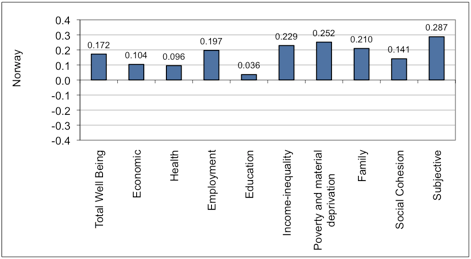 Norway
0.4
0.3
0.2
0.1
0.0
-0.1
-0.2
-0.3
-0.4
0.172
0.104
0.096
0.197
0.036
0.229
0.252
0.210
0.141
0.287
Total Well Being
Economic
Health
Employment
Education
Income-inequality
Poverty and material
deprivation
Family
Social Cohesion
Subjective